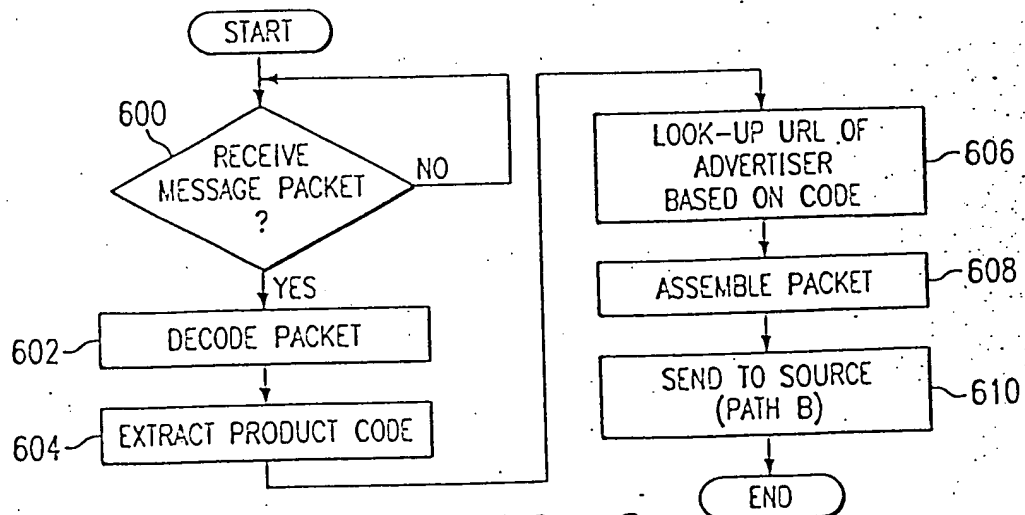 START
600
RECEIVE
MESSAGE PACKET
?
NO
YES
602
DECODE PACKET
604
EXTRACT PRODUCT CODE
LOOK-UP URL OF
ADVERTISER
BASED ON CODE
606
ASSEMBLE PACKET
608
SEND TO SOURCE
(PATH B)
610
END